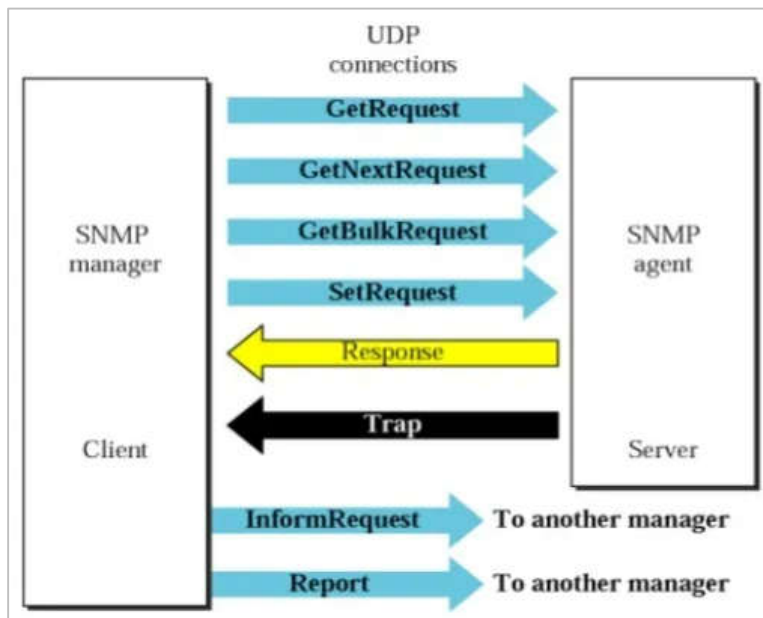 UDP
connections
GetRequest
GetNextRequest
GetBulkRequest
SetRequest
SNMP
manager
SNMP
agent
Response
Trap
Client
Server
InformRequest
To another manager
Report
To another manager